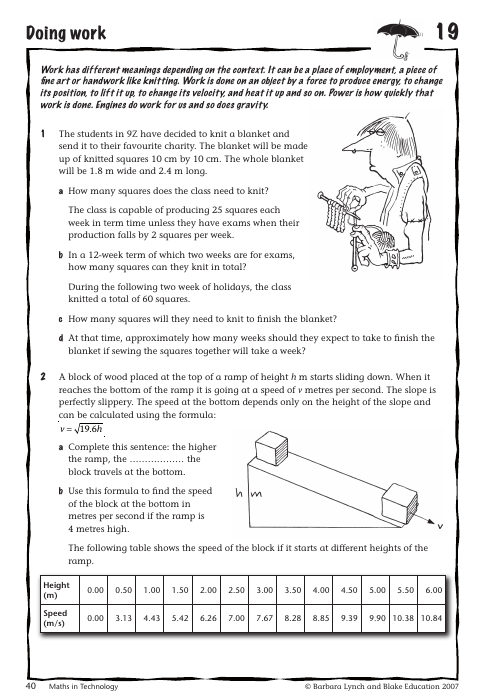 Doing work
19
Work has different meanings depending on the context. It can be a place of employment, a piece of
fine art or handwork like knitting. Work is done on an object by a force to produce energy, to change
its position, to lift it up, to change its velocity, and heat it up and so on. Power is how quickly that
work is done. Engines do work for us and so does gravity.
1 The students in 9Z have decided to knit a blanket and
send it to their favourite charity. The blanket will be made
up of knitted squares 10 cm by 10 cm. The whole blanket
will be 1.8 m wide and 2.4 m long.
a How many squares does the class need to knit?
The class is capable of producing 25 squares each
week in term time unless they have exams when their
production falls by 2 squares per week.
b In a 12-week term of which two weeks are for exams,
how many squares can they knit in total?
During the following two week of holidays, the class
knitted a total of 60 squares.
c How many squares will they need to knit to finish the blanket?
d At that time, approximately how many weeks should they expect to take to finish the
blanket if sewing the squares together will take a week?
2 A block of wood placed at the top of a ramp of height h m starts sliding down. When it
reaches the bottom of the ramp it is going at a speed of v metres per second. The slope is
perfectly slippery. The speed at the bottom depends only on the height of the slope and
can be calculated using the formula:
v = √19.6h
a Complete this sentence: the higher
the ramp, the .................. the
block travels at the bottom.
b Use this formula to find the speed
of the block at the bottom in
metres per second if the ramp is
4 metres high.
h m
v
The following table shows the speed of the block if it starts at different heights of the
ramp.
Height (m) 0.00 0.50 1.00 1.50 2.00 2.50 3.00 3.50 4.00 4.50 5.00 5.50 6.00
Speed (m/s) 0.00 3.13 4.43 5.42 6.26 7.00 7.67 8.28 8.85 9.39 9.90 10.38 10.84
40 Maths in Technology
© Barbara Lynch and Blake Education 2007